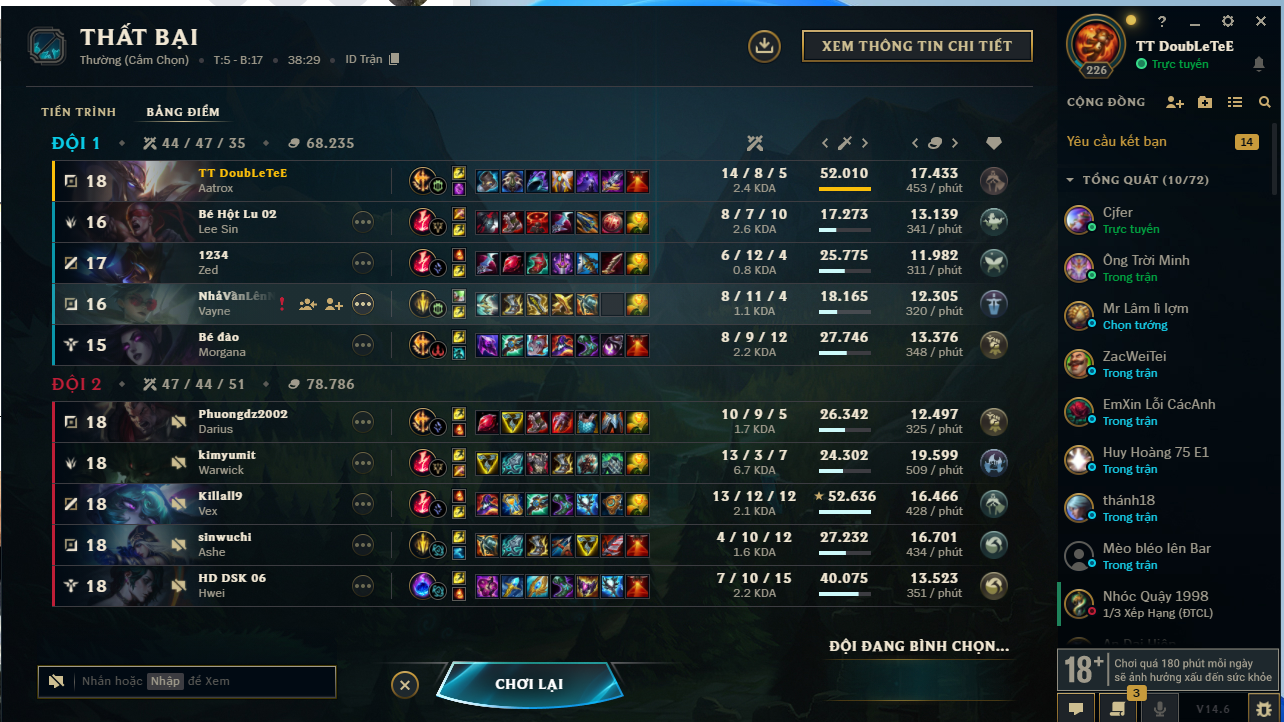 THẤT BẠI
Thường (Cấm Chọn) • T:5 - B:17 • 38:29 • ID Trận
XEM THÔNG TIN CHI TIẾT
TIẾN TRÌNH BẢNG ĐIỂM
ĐỘI 1 • 44 / 47 / 35 • 68.235
18 TT DoubLeTeE 14 / 8 / 5 52.010 17.433
Aatrox 2.4 KDA 453 / phút
16 Bé Hột Lu 02 8 / 7 / 10 17.273 13.139
Lee Sin 2.6 KDA 341 / phút
17 1234 6 / 12 / 4 25.775 11.982
Zed 0.8 KDA 311 / phút
16 NhảVầnLên 8 / 11 / 4 18.165 12.305
Vayne 1.1 KDA 320 / phút
15 Bé đào 8 / 9 / 12 27.746 13.376
Morgana 2.2 KDA 348 / phút
ĐỘI 2 • 47 / 44 / 51 • 78.786
18 Phuongdz2002 10 / 9 / 5 26.342 12.497
Darius 1.7 KDA 325 / phút
18 kimyumit 13 / 3 / 7 24.302 19.599
Warwick 6.7 KDA 509 / phút
18 Killall9 13 / 12 / 12 52.636 16.466
Vex 2.1 KDA 428 / phút
18 sinwuchi 4 / 10 / 12 27.232 16.701
Ashe 1.6 KDA 434 / phút
18 HD DSK 06 7 / 10 / 15 40.075 13.523
Hwei 2.2 KDA 351 / phút
ĐỘI ĐANG BÌNH CHỌN...
Nhấn hoặc Nhập để Xem
CHƠI LẠI
TT DoubLeTeE
226
Trực tuyến
CỘNG ĐỒNG
Yêu cầu kết bạn 14
TỔNG QUÁT (10/72)
Cjfer
Trực tuyến
Ông Trời Minh
Trong trận
Mr Lâm lì lợm
Chọn tướng
ZacWeiTei
Trong trận
EmXin Lỗi CácAnh
Trong trận
Huy Hoàng 75 E1
Trong trận
thánh18
Trong trận
Mèo béo lên Bar
Trong trận
Nhóc Quậy 1998
1/3 Xếp Hạng (ĐTCL)
18+ Chơi quá 180 phút mỗi ngày
sẽ ảnh hưởng xấu đến sức khỏe
3
V14.6